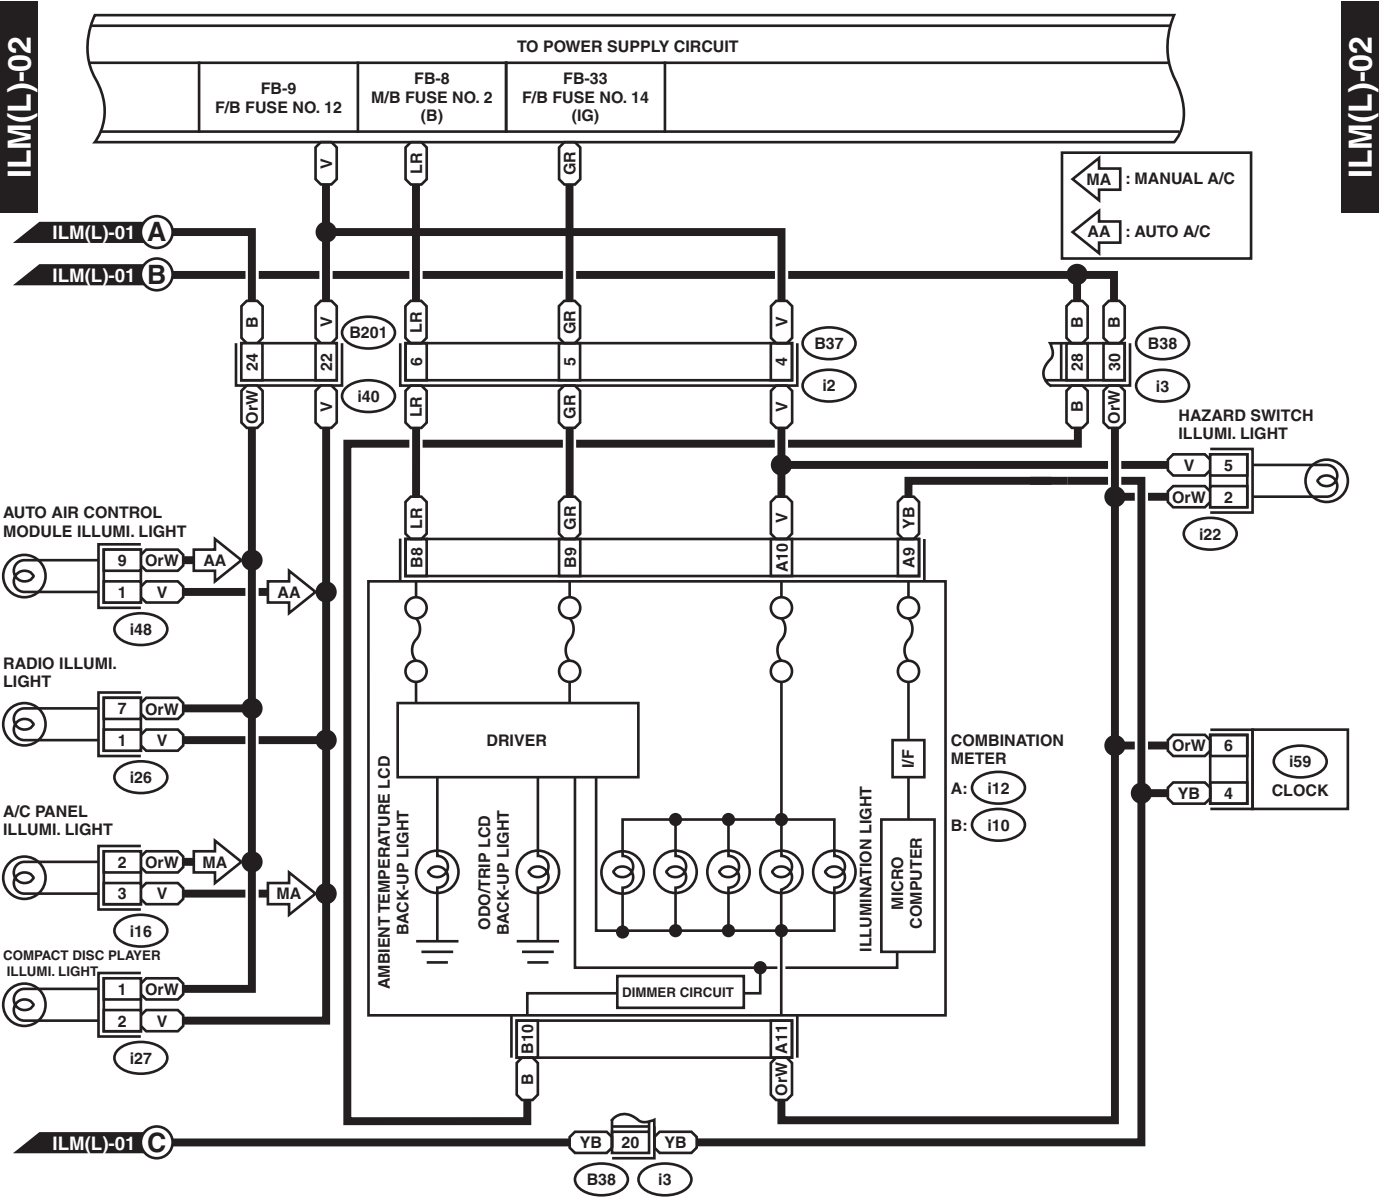 ILM(L)-02
ILM(L)-02
TO POWER SUPPLY CIRCUIT
FB-9
F/B FUSE NO. 12
FB-8
M/B FUSE NO. 2
(B)
FB-33
F/B FUSE NO. 14
(IG)
V
LR
GR
MA : MANUAL A/C
AA : AUTO A/C
ILM(L)-01 A
ILM(L)-01 B
B
V
LR
GR
V
B
B
B201
B37
B38
24
22
6
5
4
28
30
i40
i2
i3
OrW
V
LR
GR
V
B
OrW
HAZARD SWITCH
ILLUMI. LIGHT
V 5
OrW 2
i22
LR
GR
V
YB
B8
B9
A10
A9
AUTO AIR CONTROL
MODULE ILLUMI. LIGHT
9 OrW AA
1 V AA
i48
RADIO ILLUMI.
LIGHT
7 OrW
1 V
i26
A/C PANEL
ILLUMI. LIGHT
2 OrW MA
3 V MA
i16
COMPACT DISC PLAYER
ILLUMI. LIGHT
1 OrW
2 V
i27
DRIVER
I/F
COMBINATION
METER
A: i12
B: i10
OrW 6
YB 4
i59
CLOCK
AMBIENT TEMPERATURE LCD
BACK-UP LIGHT
ODO/TRIP LCD
BACK-UP LIGHT
ILLUMINATION LIGHT
MICRO
COMPUTER
DIMMER CIRCUIT
B10
A11
B
OrW
ILM(L)-01 C
YB 20 YB
B38
i3